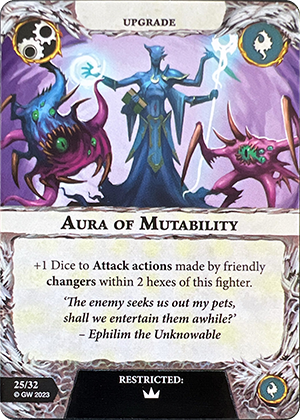 UPGRADE
AURA OF MUTABILITY
+1 Dice to Attack actions made by friendly
changers within 2 hexes of this fighter.
‘The enemy seeks us out my pets,
shall we entertain them awhile?’
– Ephilim the Unknowable
25/32
© GW 2023
RESTRICTED: